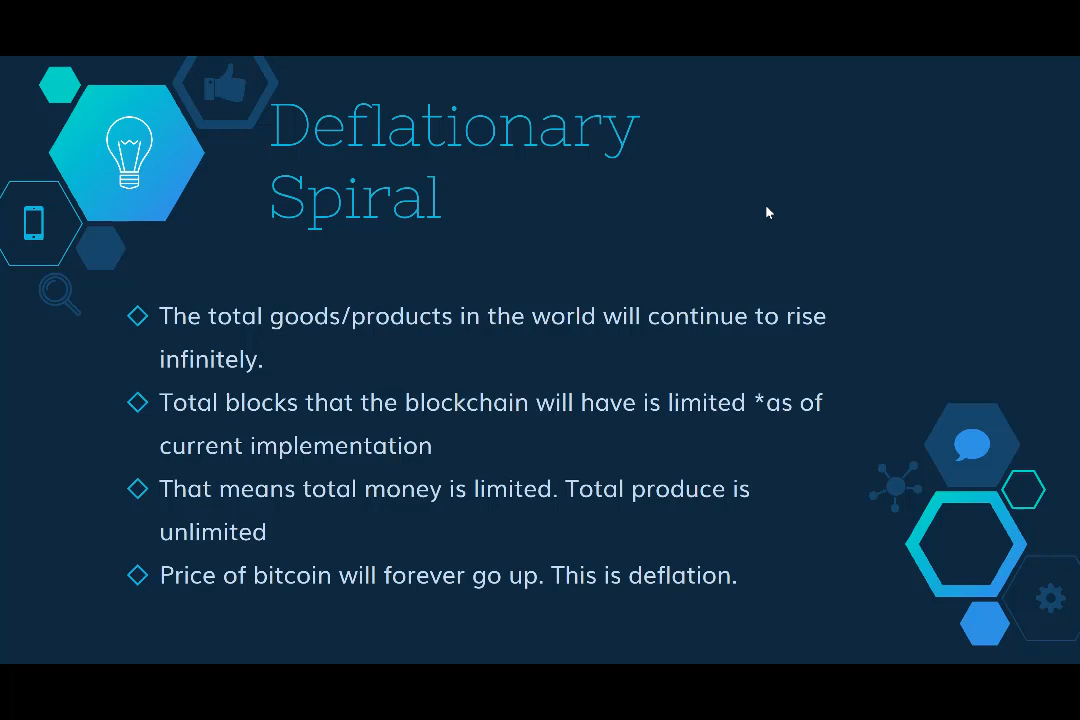 Deflationary
Spiral
The total goods/products in the world will continue to rise
infinitely.
Total blocks that the blockchain will have is limited *as of
current implementation
That means total money is limited. Total produce is
unlimited
Price of bitcoin will forever go up. This is deflation.